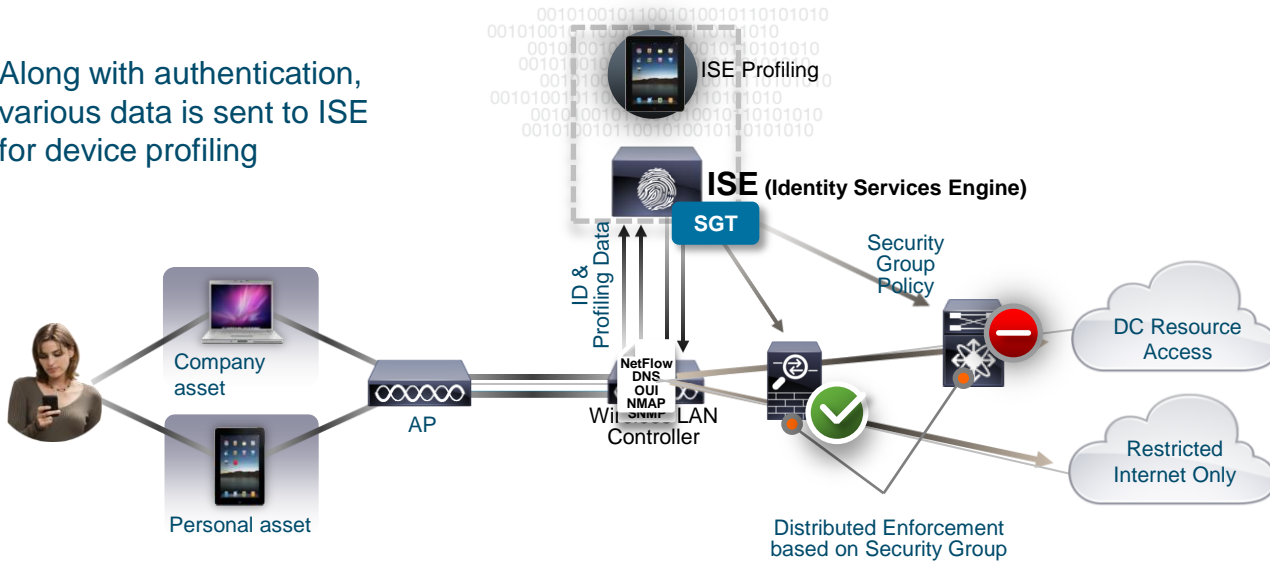 00101001011001010010110101010
Along with authentication,
various data is sent to ISE
for device profiling
ISE Profiling
ISE (Identity Services Engine)
SGT
ID &
Profiling Data
Security
Group
Policy
Company
asset
Personal asset
AP
NetFlow
DNS
OUI
NMAP
SNMP
Wireless LAN
Controller
DC Resource
Access
Restricted
Internet Only
Distributed Enforcement
based on Security Group